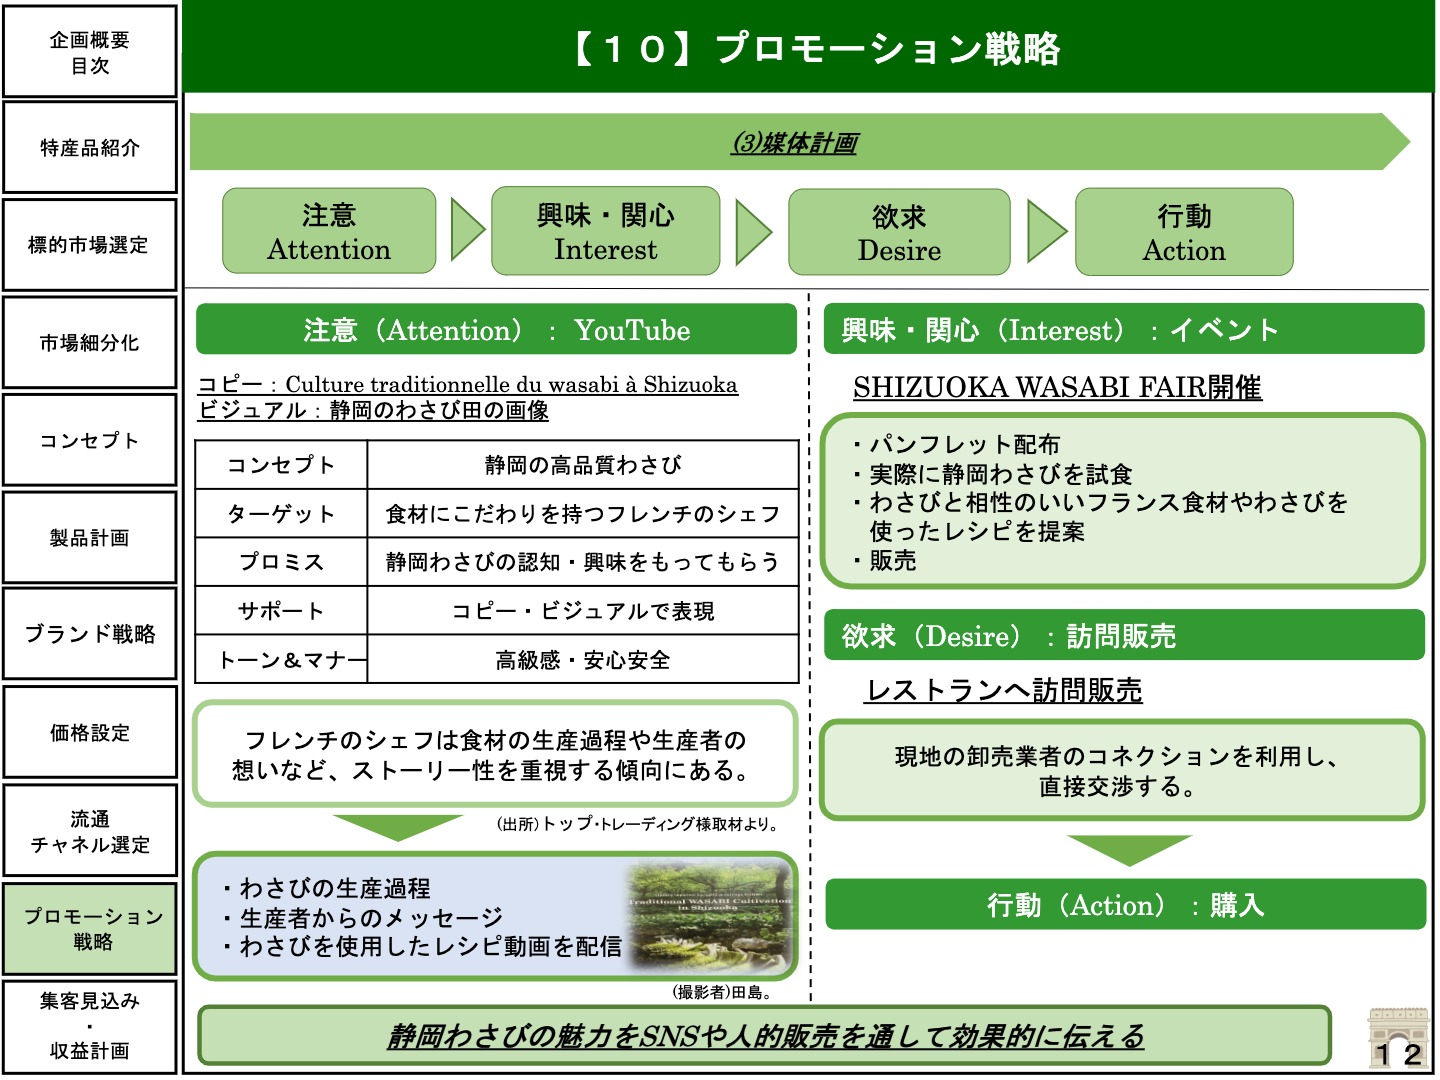 企画概要
目次
特産品紹介
標的市場選定
市場細分化
コンセプト
製品計画
ブランド戦略
価格設定
流通
チャネル選定
プロモーション
戦略
集客見込み
・
収益計画
【１０】プロモーション戦略
(3)媒体計画
注意
Attention
興味・関心
Interest
欲求
Desire
行動
Action
注意（Attention）：YouTube
コピー：Culture traditionnelle du wasabi à Shizuoka
ビジュアル：静岡のわさび田の画像
コンセプト 静岡の高品質わさび
ターゲット 食材にこだわりを持つフレンチのシェフ
プロミス 静岡わさびの認知・興味をもってもらう
サポート コピー・ビジュアルで表現
トーン＆マナー 高級感・安心安全
フレンチのシェフは食材の生産過程や生産者の
想いなど、ストーリー性を重視する傾向にある。
(出所)トップ・トレーディング様取材より。
・わさびの生産過程
・生産者からのメッセージ
・わさびを使用したレシピ動画を配信
Traditional WASABI Cultivation
in Shizuoka
(撮影者)田島。
興味・関心（Interest）：イベント
SHIZUOKA WASABI FAIR開催
・パンフレット配布
・実際に静岡わさびを試食
・わさびと相性のいいフランス食材やわさびを
使ったレシピを提案
・販売
欲求（Desire）：訪問販売
レストランへ訪問販売
現地の卸売業者のコネクションを利用し、
直接交渉する。
行動（Action）：購入
静岡わさびの魅力をSNSや人的販売を通して効果的に伝える
１２